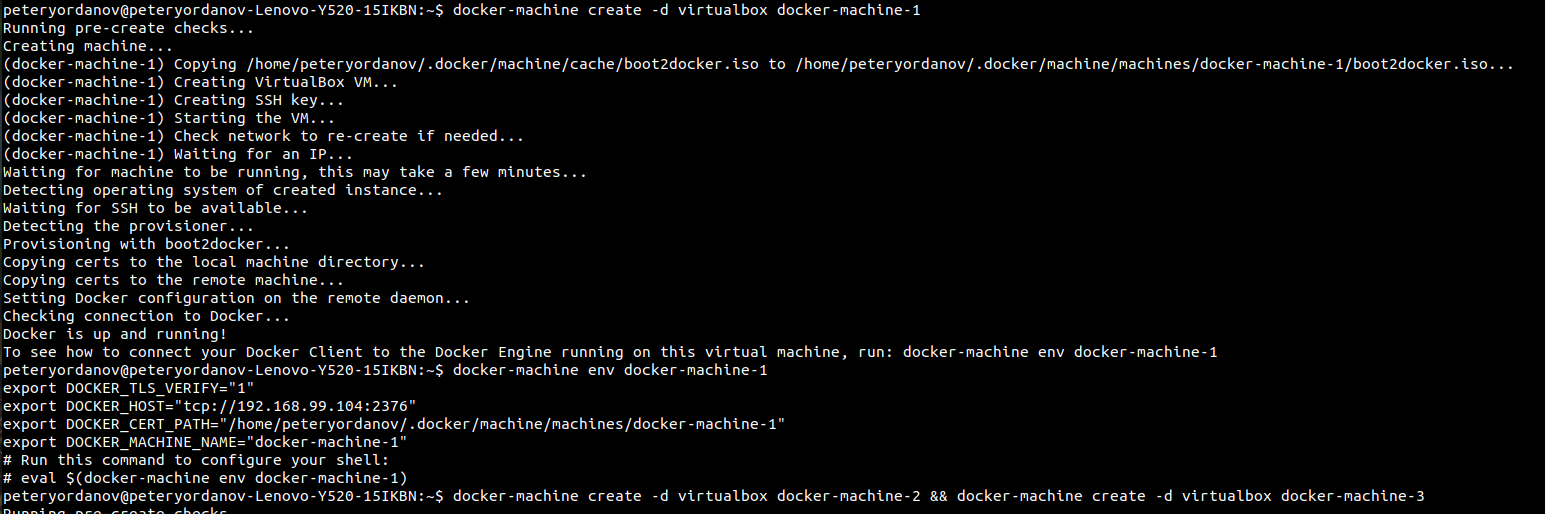 peteryordanov@peteryordanov-Lenovo-Y520-15IKBN:~$ docker-machine create -d virtualbox docker-machine-1
Running pre-create checks...
Creating machine...
(docker-machine-1) Copying /home/peteryordanov/.docker/machine/cache/boot2docker.iso to /home/peteryordanov/.docker/machine/machines/docker-machine-1/boot2docker.iso...
(docker-machine-1) Creating VirtualBox VM...
(docker-machine-1) Creating SSH key...
(docker-machine-1) Starting the VM...
(docker-machine-1) Check network to re-create if needed...
(docker-machine-1) Waiting for an IP...
Waiting for machine to be running, this may take a few minutes...
Detecting operating system of created instance...
Waiting for SSH to be available...
Detecting the provisioner...
Provisioning with boot2docker...
Copying certs to the local machine directory...
Copying certs to the remote machine...
Setting Docker configuration on the remote daemon...
Checking connection to Docker...
Docker is up and running!
To see how to connect your Docker Client to the Docker Engine running on this virtual machine, run: docker-machine env docker-machine-1
peteryordanov@peteryordanov-Lenovo-Y520-15IKBN:~$ docker-machine env docker-machine-1
export DOCKER_TLS_VERIFY="1"
export DOCKER_HOST="tcp://192.168.99.104:2376"
export DOCKER_CERT_PATH="/home/peteryordanov/.docker/machine/machines/docker-machine-1"
export DOCKER_MACHINE_NAME="docker-machine-1"
# Run this command to configure your shell:
# eval $(docker-machine env docker-machine-1)
peteryordanov@peteryordanov-Lenovo-Y520-15IKBN:~$ docker-machine create -d virtualbox docker-machine-2 && docker-machine create -d virtualbox docker-machine-3
Running pre-create checks